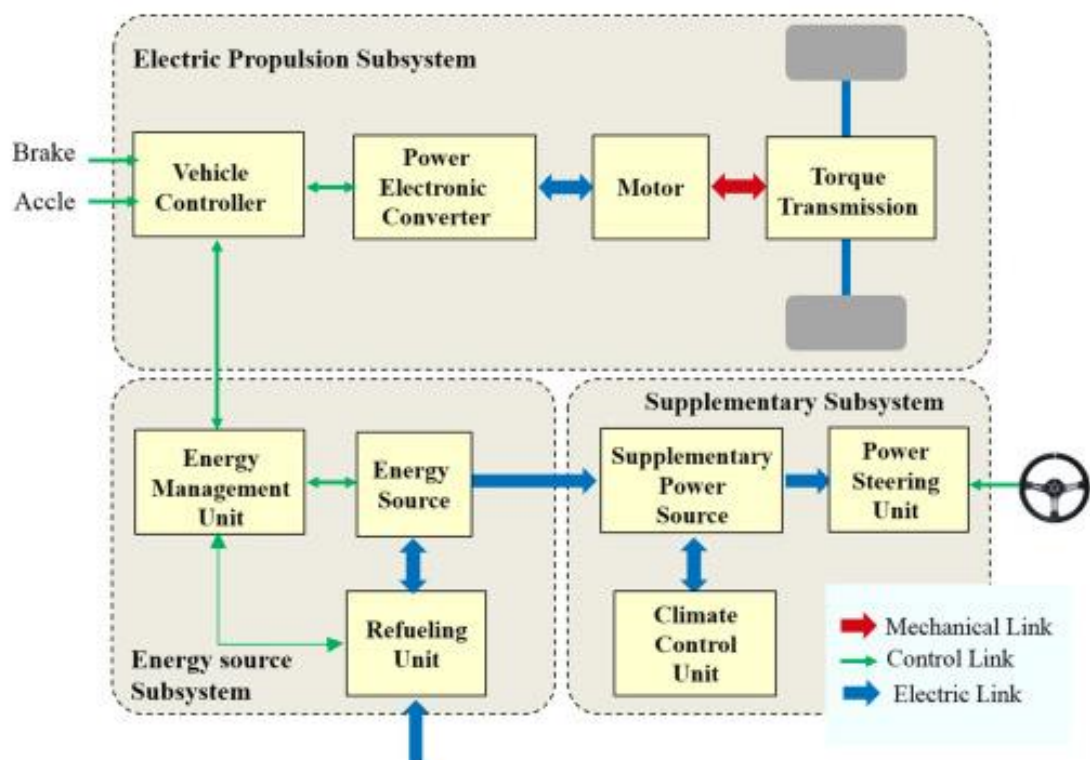 Electric Propulsion Subsystem
Brake
Accle
Vehicle
Controller
Power
Electronic
Converter
Motor
Torque
Transmission
Supplementary Subsystem
Energy
Management
Unit
Energy
Source
Supplementary
Power
Source
Power
Steering
Unit
Refueling
Unit
Climate
Control
Unit
Energy source
Subsystem
Mechanical Link
Control Link
Electric Link